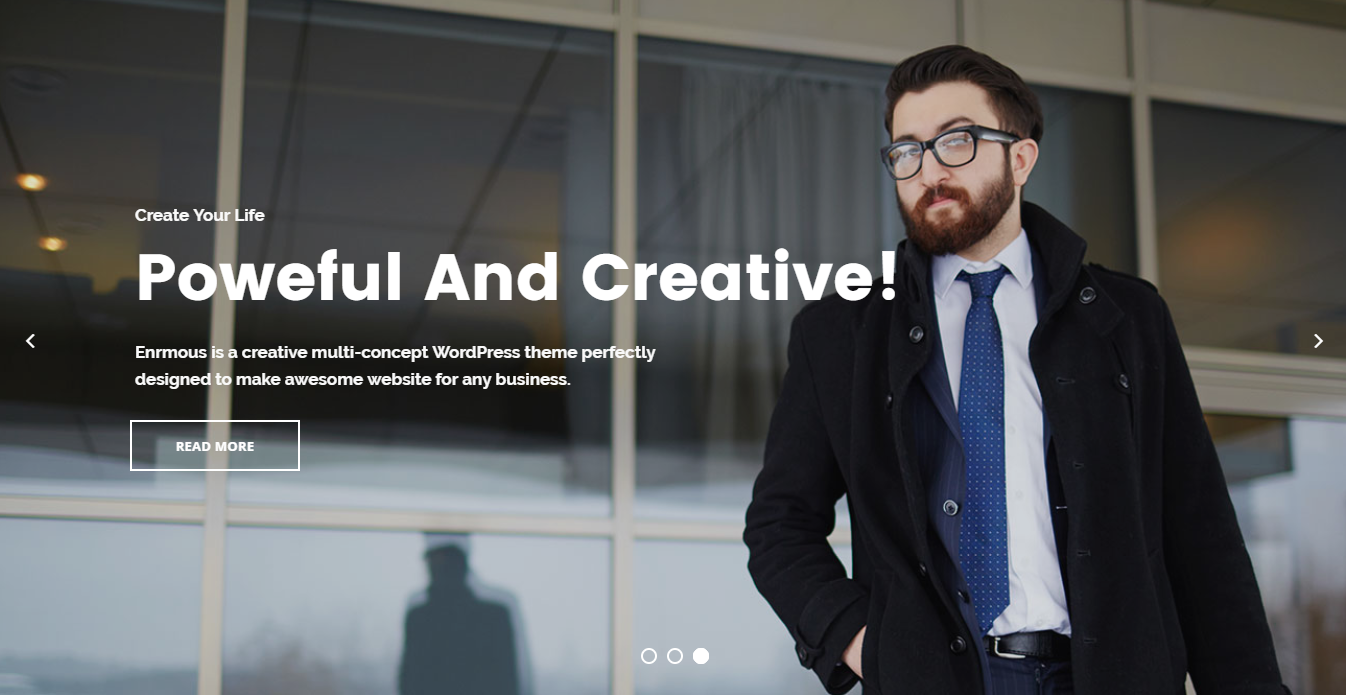 Create Your Life
Poweful And Creative!
Enrmous is a creative multi-concept WordPress theme perfectly
designed to make awesome website for any business.
READ MORE